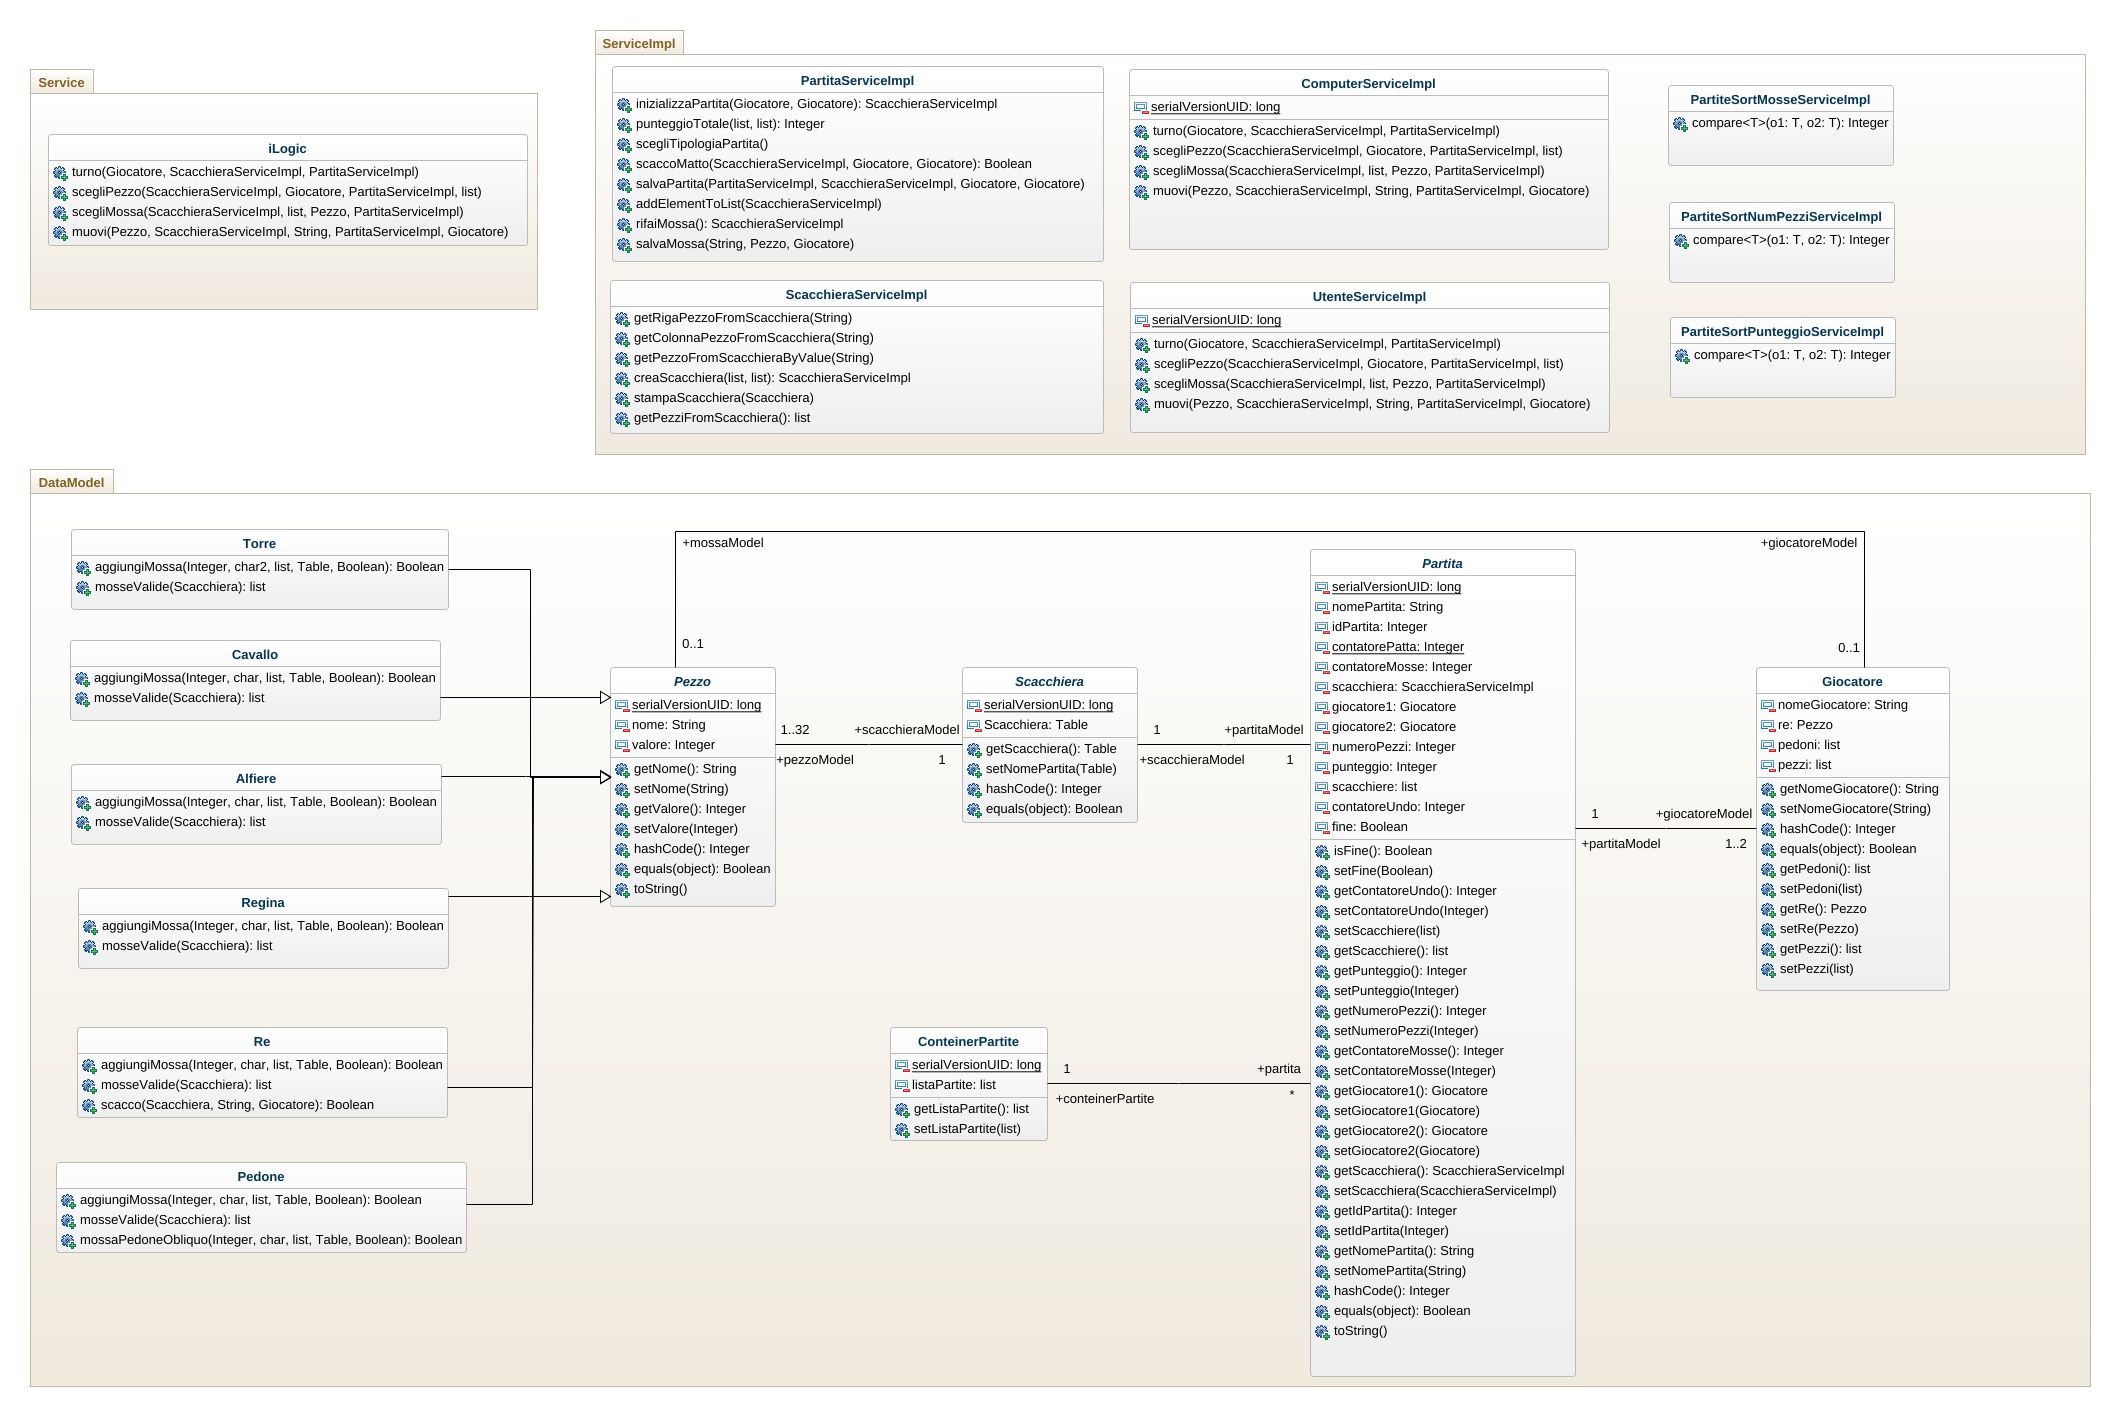 Service
iLogic
turno(Giocatore, ScacchieraServiceImpl, PartitaServiceImpl)
scegliPezzo(ScacchieraServiceImpl, Giocatore, PartitaServiceImpl, list)
scegliMossa(ScacchieraServiceImpl, list, Pezzo, PartitaServiceImpl)
muovi(Pezzo, ScacchieraServiceImpl, String, PartitaServiceImpl, Giocatore)
ServiceImpl
PartitaServiceImpl
inizializzaPartita(Giocatore, Giocatore): ScacchieraServiceImpl
punteggioTotale(list, list): Integer
scegliTipologiaPartita()
scaccoMatto(ScacchieraServiceImpl, Giocatore, Giocatore): Boolean
salvaPartita(PartitaServiceImpl, ScacchieraServiceImpl, Giocatore, Giocatore)
addElementToList(ScacchieraServiceImpl)
rifaiMossa(): ScacchieraServiceImpl
salvaMossa(String, Pezzo, Giocatore)
ScacchieraServiceImpl
getRigaPezzoFromScacchiera(String)
getColonnaPezzoFromScacchiera(String)
getPezzoFromScacchieraByValue(String)
creaScacchiera(list, list): ScacchieraServiceImpl
stampaScacchiera(Scacchiera)
getPezziFromScacchiera(): list
ComputerServiceImpl
serialVersionUID: long
turno(Giocatore, ScacchieraServiceImpl, PartitaServiceImpl)
scegliPezzo(ScacchieraServiceImpl, Giocatore, PartitaServiceImpl, list)
scegliMossa(ScacchieraServiceImpl, list, Pezzo, PartitaServiceImpl)
muovi(Pezzo, ScacchieraServiceImpl, String, PartitaServiceImpl, Giocatore)
UtenteServiceImpl
serialVersionUID: long
turno(Giocatore, ScacchieraServiceImpl, PartitaServiceImpl)
scegliPezzo(ScacchieraServiceImpl, Giocatore, PartitaServiceImpl, list)
scegliMossa(ScacchieraServiceImpl, list, Pezzo, PartitaServiceImpl)
muovi(Pezzo, ScacchieraServiceImpl, String, PartitaServiceImpl, Giocatore)
PartiteSortMosseServiceImpl
compare<T>(o1: T, o2: T): Integer
PartiteSortNumPezziServiceImpl
compare<T>(o1: T, o2: T): Integer
PartiteSortPunteggioServiceImpl
compare<T>(o1: T, o2: T): Integer
DataModel
Torre
aggiungiMossa(Integer, char2, list, Table, Boolean): Boolean
mosseValide(Scacchiera): list
Cavallo
aggiungiMossa(Integer, char, list, Table, Boolean): Boolean
mosseValide(Scacchiera): list
Alfiere
aggiungiMossa(Integer, char, list, Table, Boolean): Boolean
mosseValide(Scacchiera): list
Regina
aggiungiMossa(Integer, char, list, Table, Boolean): Boolean
mosseValide(Scacchiera): list
Re
aggiungiMossa(Integer, char, list, Table, Boolean): Boolean
mosseValide(Scacchiera): list
scacco(Scacchiera, String, Giocatore): Boolean
Pedone
aggiungiMossa(Integer, char, list, Table, Boolean): Boolean
mosseValide(Scacchiera): list
mossaPedoneObliquo(Integer, char, list, Table, Boolean): Boolean
+mossaModel
0..1
+giocatoreModel
0..1
Pezzo
serialVersionUID: long
nome: String
valore: Integer
getNome(): String
setNome(String)
getValore(): Integer
setValore(Integer)
hashCode(): Integer
equals(object): Boolean
toString()
1..32
+scacchieraModel
+pezzoModel
1
Scacchiera
serialVersionUID: long
Scacchiera: Table
getScacchiera(): Table
setNomePartita(Table)
hashCode(): Integer
equals(object): Boolean
1
+partitaModel
+scacchieraModel
1
ConteinerPartite
serialVersionUID: long
listaPartite: list
getListaPartite(): list
setListaPartite(list)
1
+partita
+conteinerPartite
*
Partita
serialVersionUID: long
nomePartita: String
idPartita: Integer
contatorePatta: Integer
contatoreMosse: Integer
scacchiera: ScacchieraServiceImpl
giocatore1: Giocatore
giocatore2: Giocatore
numeroPezzi: Integer
punteggio: Integer
scacchiere: list
contatoreUndo: Integer
fine: Boolean
isFine(): Boolean
setFine(Boolean)
getContatoreUndo(): Integer
setContatoreUndo(Integer)
setScacchiere(list)
getScacchiere(): list
getPunteggio(): Integer
setPunteggio(Integer)
getNumeroPezzi(): Integer
setNumeroPezzi(Integer)
getContatoreMosse(): Integer
setContatoreMosse(Integer)
getGiocatore1(): Giocatore
setGiocatore1(Giocatore)
getGiocatore2(): Giocatore
setGiocatore2(Giocatore)
getScacchiera(): ScacchieraServiceImpl
setScacchiera(ScacchieraServiceImpl)
getIdPartita(): Integer
setIdPartita(Integer)
getNomePartita(): String
setNomePartita(String)
hashCode(): Integer
equals(object): Boolean
toString()
1
+giocatoreModel
+partitaModel
1..2
Giocatore
nomeGiocatore: String
re: Pezzo
pedoni: list
pezzi: list
getNomeGiocatore(): String
setNomeGiocatore(String)
hashCode(): Integer
equals(object): Boolean
getPedoni(): list
setPedoni(list)
getRe(): Pezzo
setRe(Pezzo)
getPezzi(): list
setPezzi(list)